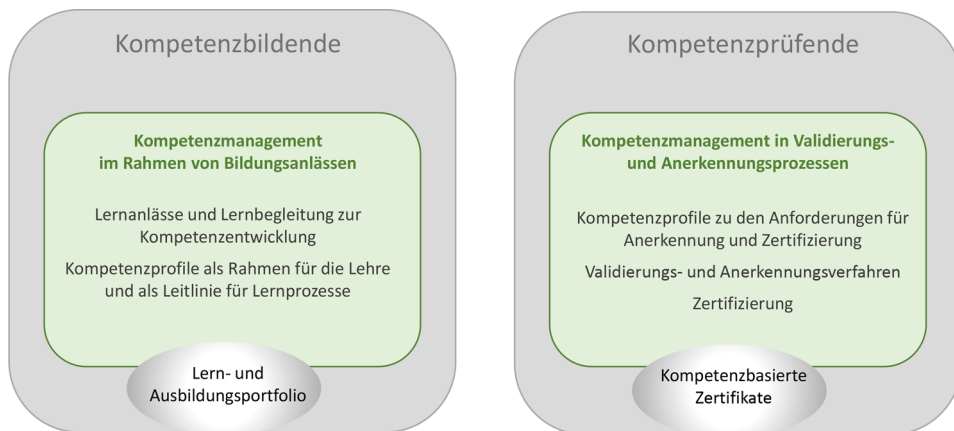 Kompetenzbildende
Kompetenzmanagement
im Rahmen von Bildungsanlässen
Lernanlässe und Lernbegleitung zur
Kompetenzentwicklung
Kompetenzprofile als Rahmen für die Lehre
und als Leitlinie für Lernprozesse
Lern- und
Ausbildungsportfolio
Kompetenzprüfende
Kompetenzmanagement in Validierungs-
und Anerkennungsprozessen
Kompetenzprofile zu den Anforderungen für
Anerkennung und Zertifizierung
Validierungs- und Anerkennungsverfahren
Zertifizierung
Kompetenzbasierte
Zertifikate